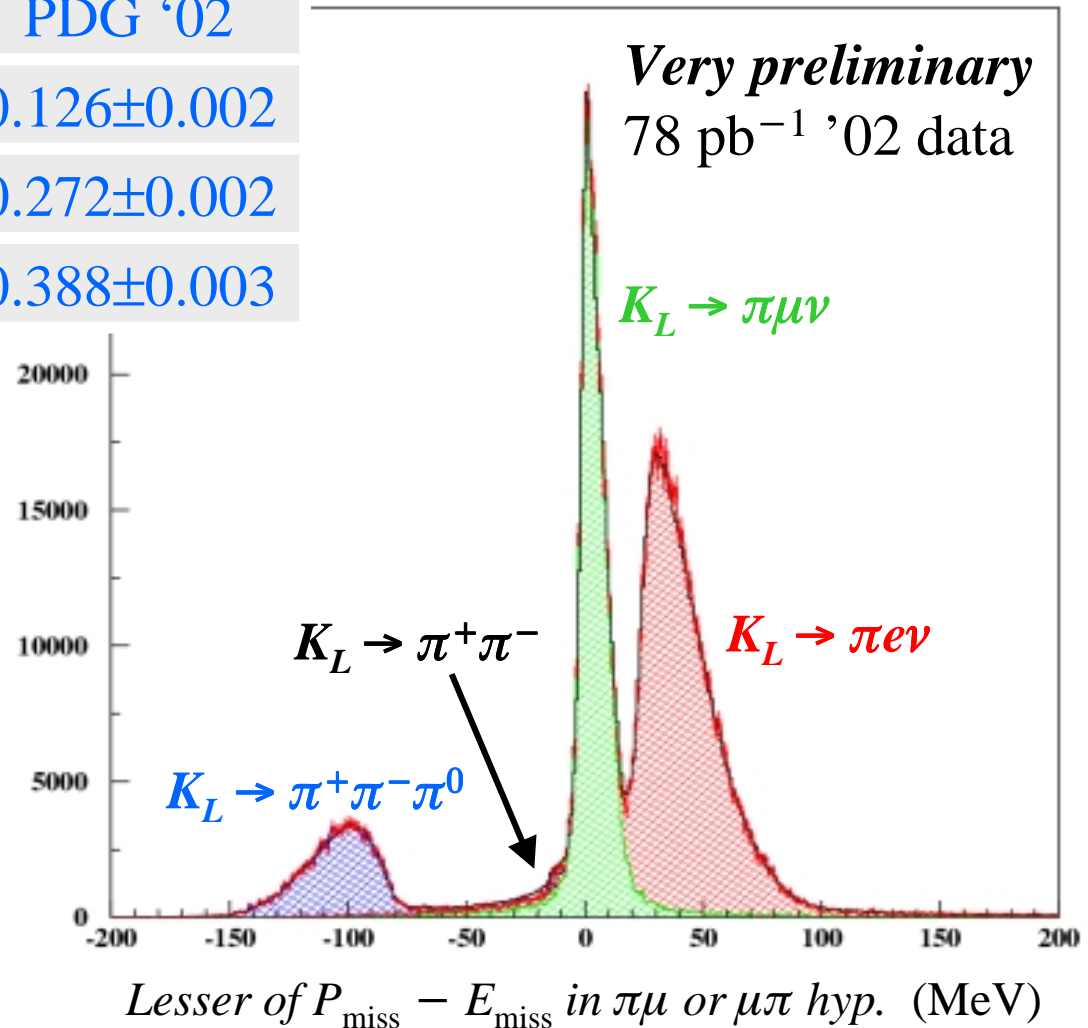 PDG ‘02
0.126±0.002
0.272±0.002
0.388±0.003
Very preliminary
78 pb⁻¹ ’02 data
K_L → πμν
K_L → πeν
K_L → π⁺π⁻
K_L → π⁺π⁻π⁰
20000
15000
10000
5000
0
-200 -150 -100 -50 0 50 100 150 200
Lesser of P_miss − E_miss in πμ or μπ hyp. (MeV)